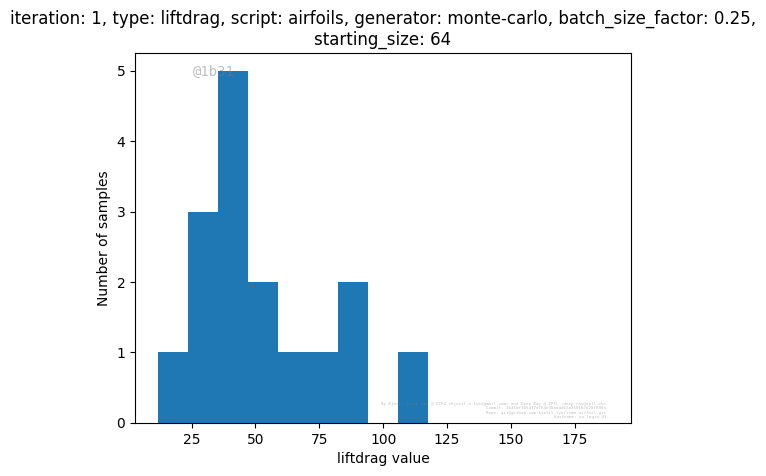 iteration: 1, type: liftdrag, script: airfoils, generator: monte-carlo, batch_size_factor: 0.25,
starting_size: 64
@1b31
5
4
3
2
1
0
Number of samples
25 50 75 100 125 150 175
liftdrag value